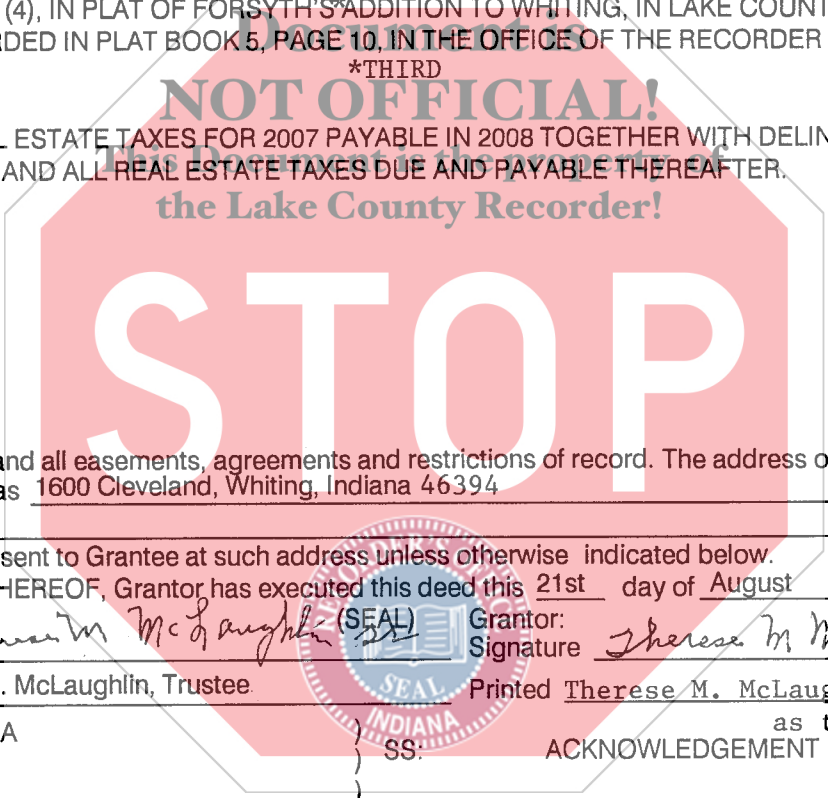 (4), IN PLAT OF FORSYTH'S*ADDITION TO WHITING, IN LAKE COUNT
RDED IN PLAT BOOK 5, PAGE 10, IN THE OFFICE OF THE RECORDER
Document is
*THIRD
NOT OFFICIAL!
ESTATE TAXES FOR 2007 PAYABLE IN 2008 TOGETHER WITH DELIN
This Document is the property of
AND ALL REAL ESTATE TAXES DUE AND PAYABLE THEREAFTER.
the Lake County Recorder!
STOP
and all easements, agreements and restrictions of record. The address o
as 1600 Cleveland, Whiting, Indiana 46394
sent to Grantee at such address unless otherwise indicated below.
HEREOF, Grantor has executed this deed this 21st day of August
M McLaughlin (SEAL) Grantor:
Signature Therese M M
. McLaughlin, Trustee Printed Therese M. McLaug
as t
A ) SS: ACKNOWLEDGEMENT
)
)
RECORDER'S OFFICE
SEAL
INDIANA